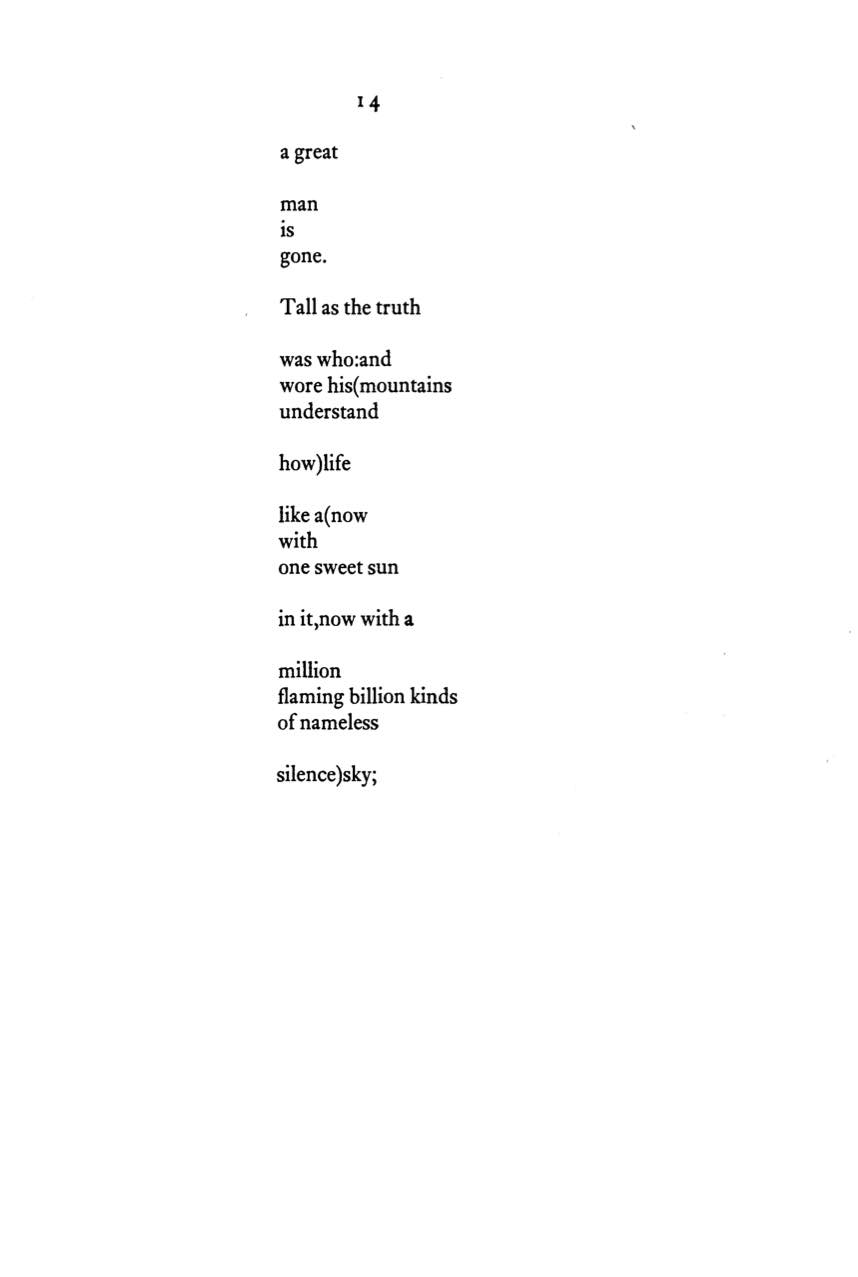 14
a great
man
is
gone.
Tall as the truth
was who:and
wore his(mountains
understand
how)life
like a(now
with
one sweet sun
in it,now with a
million
flaming billion kinds
of nameless
silence)sky;